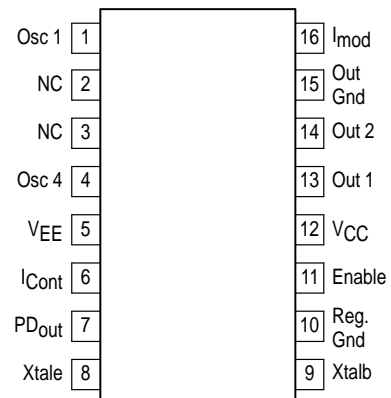 Osc 1 1
NC 2
NC 3
Osc 4 4
VEE 5
ICont 6
PDout 7
Xtale 8
16 Imod
15 Out
Gnd
14 Out 2
13 Out 1
12 VCC
11 Enable
10 Reg.
Gnd
9 Xtalb